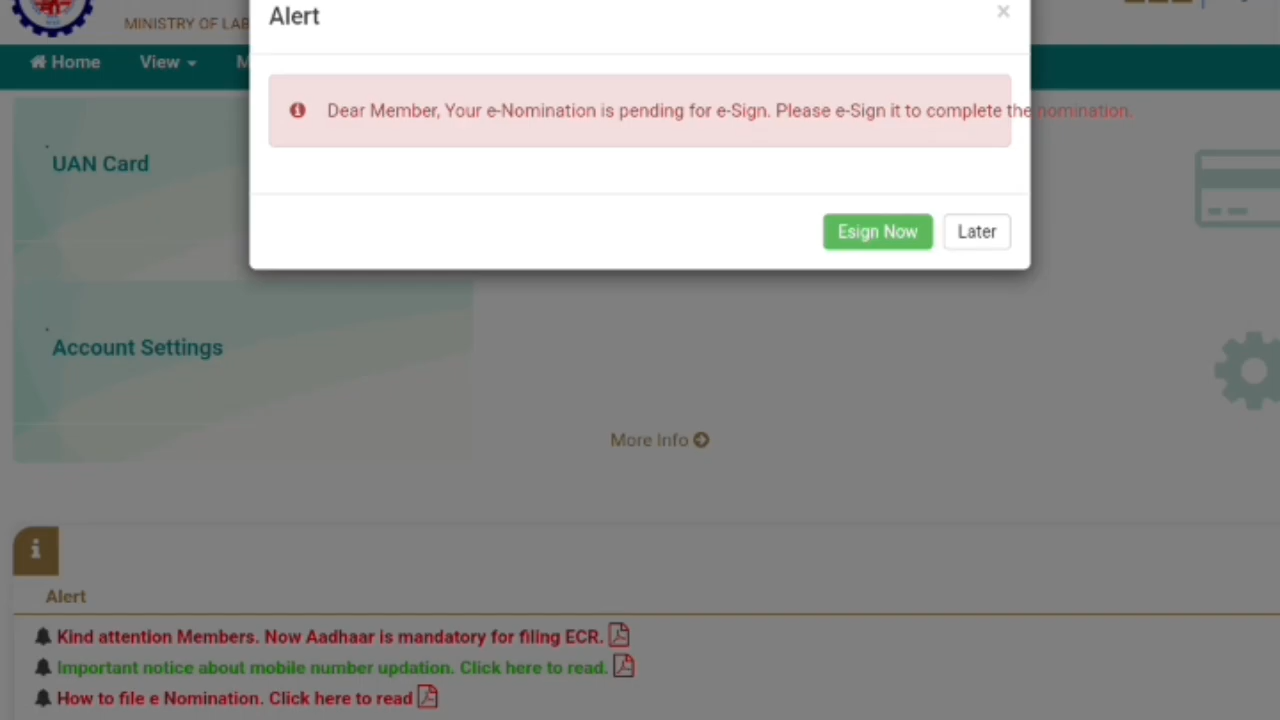 Alert
×
MINISTRY OF LAB
Home View M
Dear Member, Your e-Nomination is pending for e-Sign. Please e-Sign it to complete the nomination.
UAN Card
Esign Now Later
Account Settings
More Info
Alert
Kind attention Members. Now Aadhaar is mandatory for filing ECR.
Important notice about mobile number updation. Click here to read.
How to file e Nomination. Click here to read